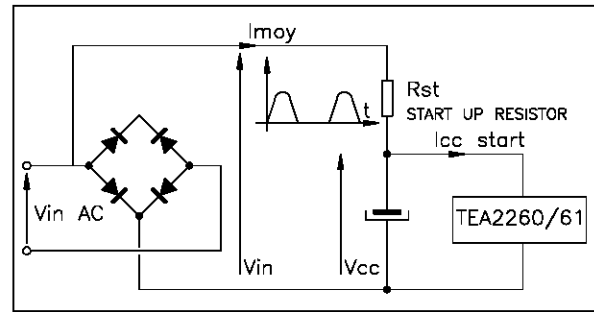 Imoy
t
Rst
START UP RESISTOR
Icc start
Vin AC
Vin
Vcc
TEA2260/61